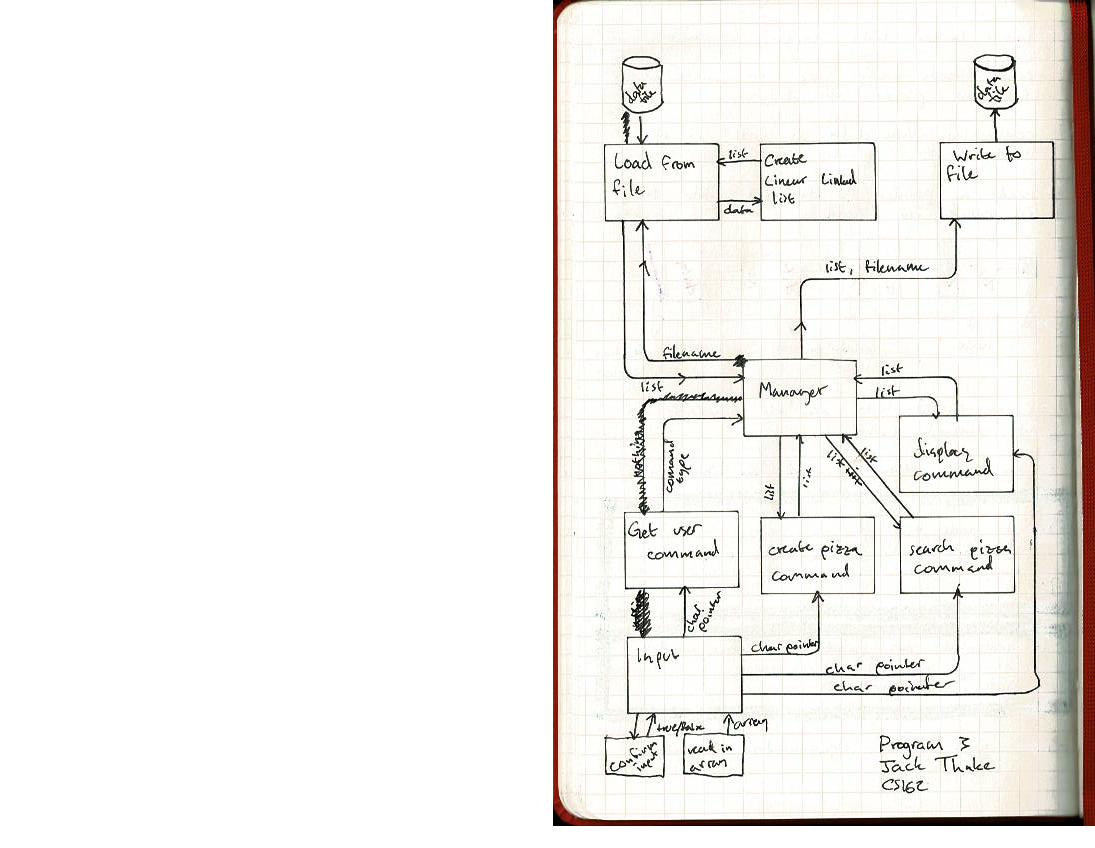 data
file
data
file
Load from
file
list
data
Create
Linear Linked
list
Write to
file
list, filename
filename
list
Manager
list
list
nothing
command
type
list
list
list
list
display
command
Get user
command
create pizza
command
search pizza
command
char
pointer
Input
char pointer
char pointer
char pointer
true/false
array
confirm
input
read in
array
Program 3
Jack Thake
CS162